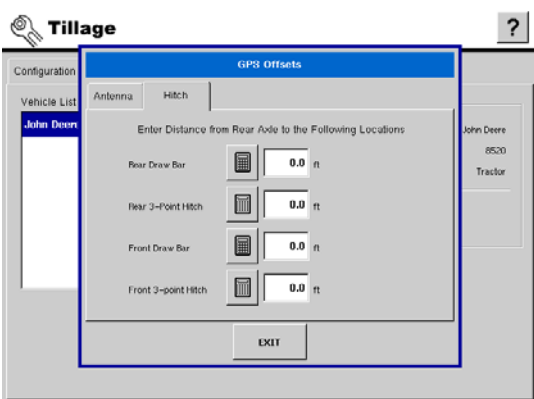 Tillage
?
GPS Offsets
Configuration
Antenna
Hitch
Vehicle List
John Deere
Enter Distance from Rear Axle to the Following Locations
John Deere
8520
Tractor
Rear Draw Bar
0.0 ft
Rear 3-Point Hitch
0.0 ft
Front Draw Bar
0.0 ft
Front 3-point Hitch
0.0 ft
EXIT